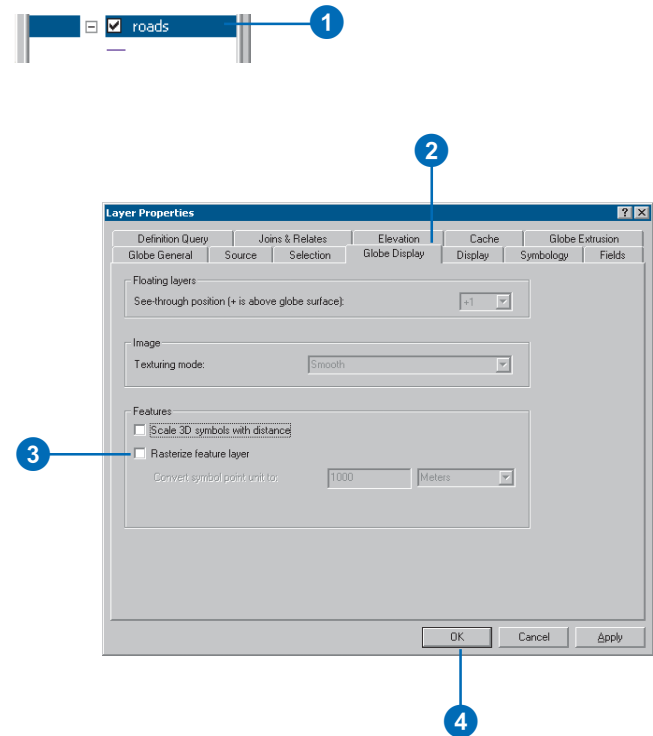 roads
1
2
Layer Properties
Definition Query Joins & Relates Elevation Cache Globe Extrusion
Globe General Source Selection Globe Display Display Symbology Fields
Floating layers
See-through position (+ is above globe surface): +1
Image
Texturing mode: Smooth
Features
Scale 3D symbols with distance
3
Rasterize feature layer
Convert symbol point unit to: 1000 Meters
OK Cancel Apply
4